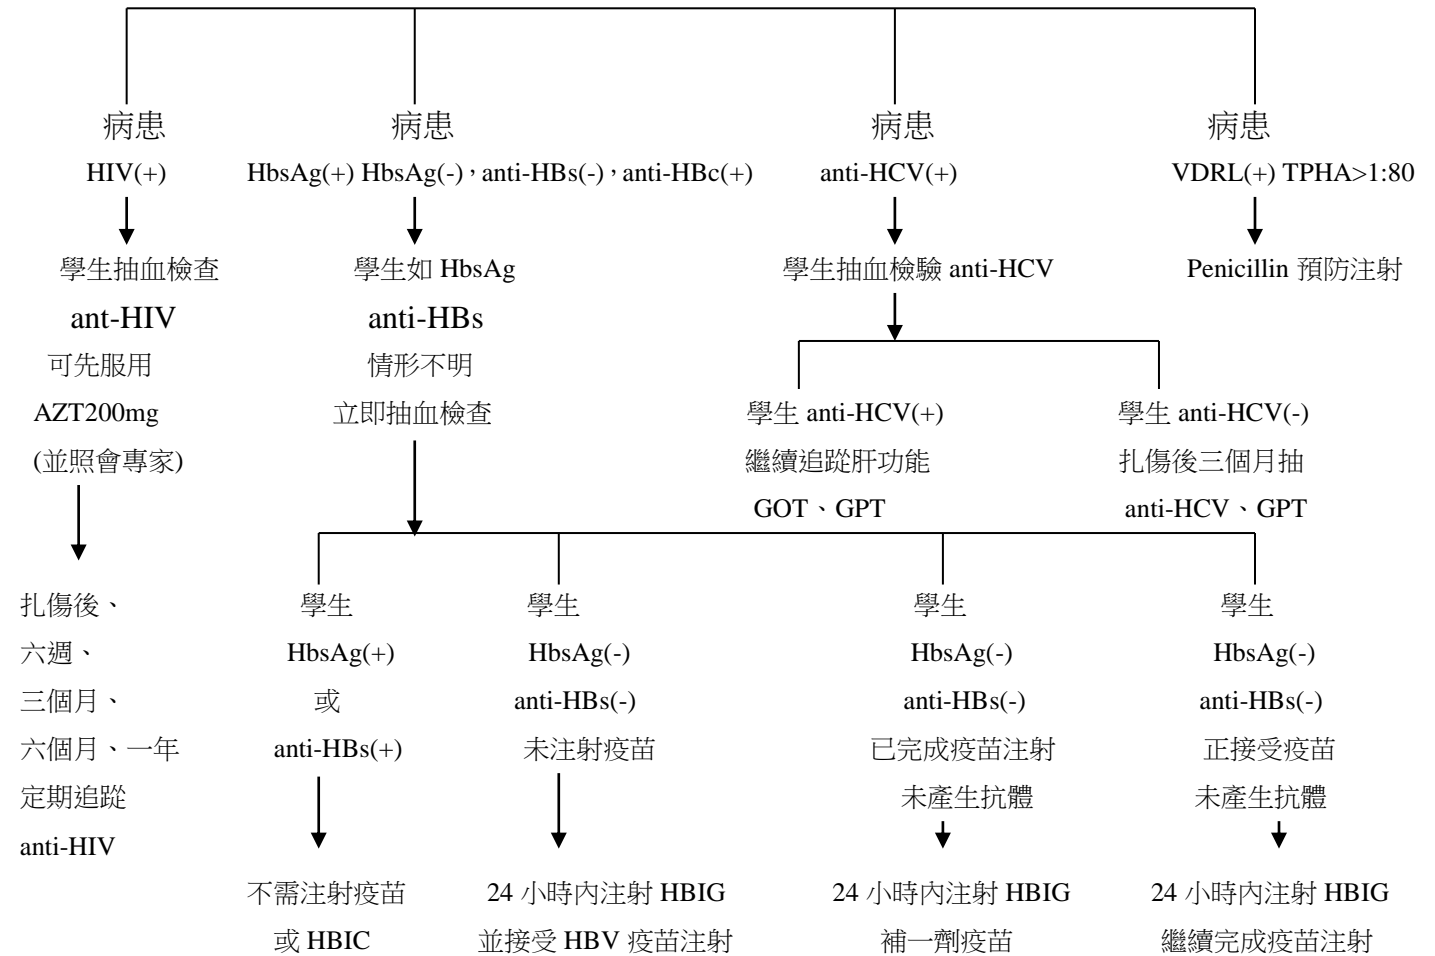 病患
HIV(+)
學生抽血檢查
ant-HIV
可先服用
AZT200mg
(並照會專家)
扎傷後、
六週、
三個月、
六個月、一年
定期追蹤
anti-HIV
病患
HbsAg(+) HbsAg(-)，anti-HBs(-)，anti-HBc(+)
學生如 HbsAg
anti-HBs
情形不明
立即抽血檢查
學生
HbsAg(+)
或
anti-HBs(+)
不需注射疫苗
或 HBIC
學生
HbsAg(-)
anti-HBs(-)
未注射疫苗
24 小時內注射 HBIG
並接受 HBV 疫苗注射
學生
HbsAg(-)
anti-HBs(-)
已完成疫苗注射
未產生抗體
24 小時內注射 HBIG
補一劑疫苗
學生
HbsAg(-)
anti-HBs(-)
正接受疫苗
未產生抗體
24 小時內注射 HBIG
繼續完成疫苗注射
病患
anti-HCV(+)
學生抽血檢驗 anti-HCV
學生 anti-HCV(+)
繼續追蹤肝功能
GOT、GPT
學生 anti-HCV(-)
扎傷後三個月抽
anti-HCV、GPT
病患
VDRL(+) TPHA>1:80
Penicillin 預防注射